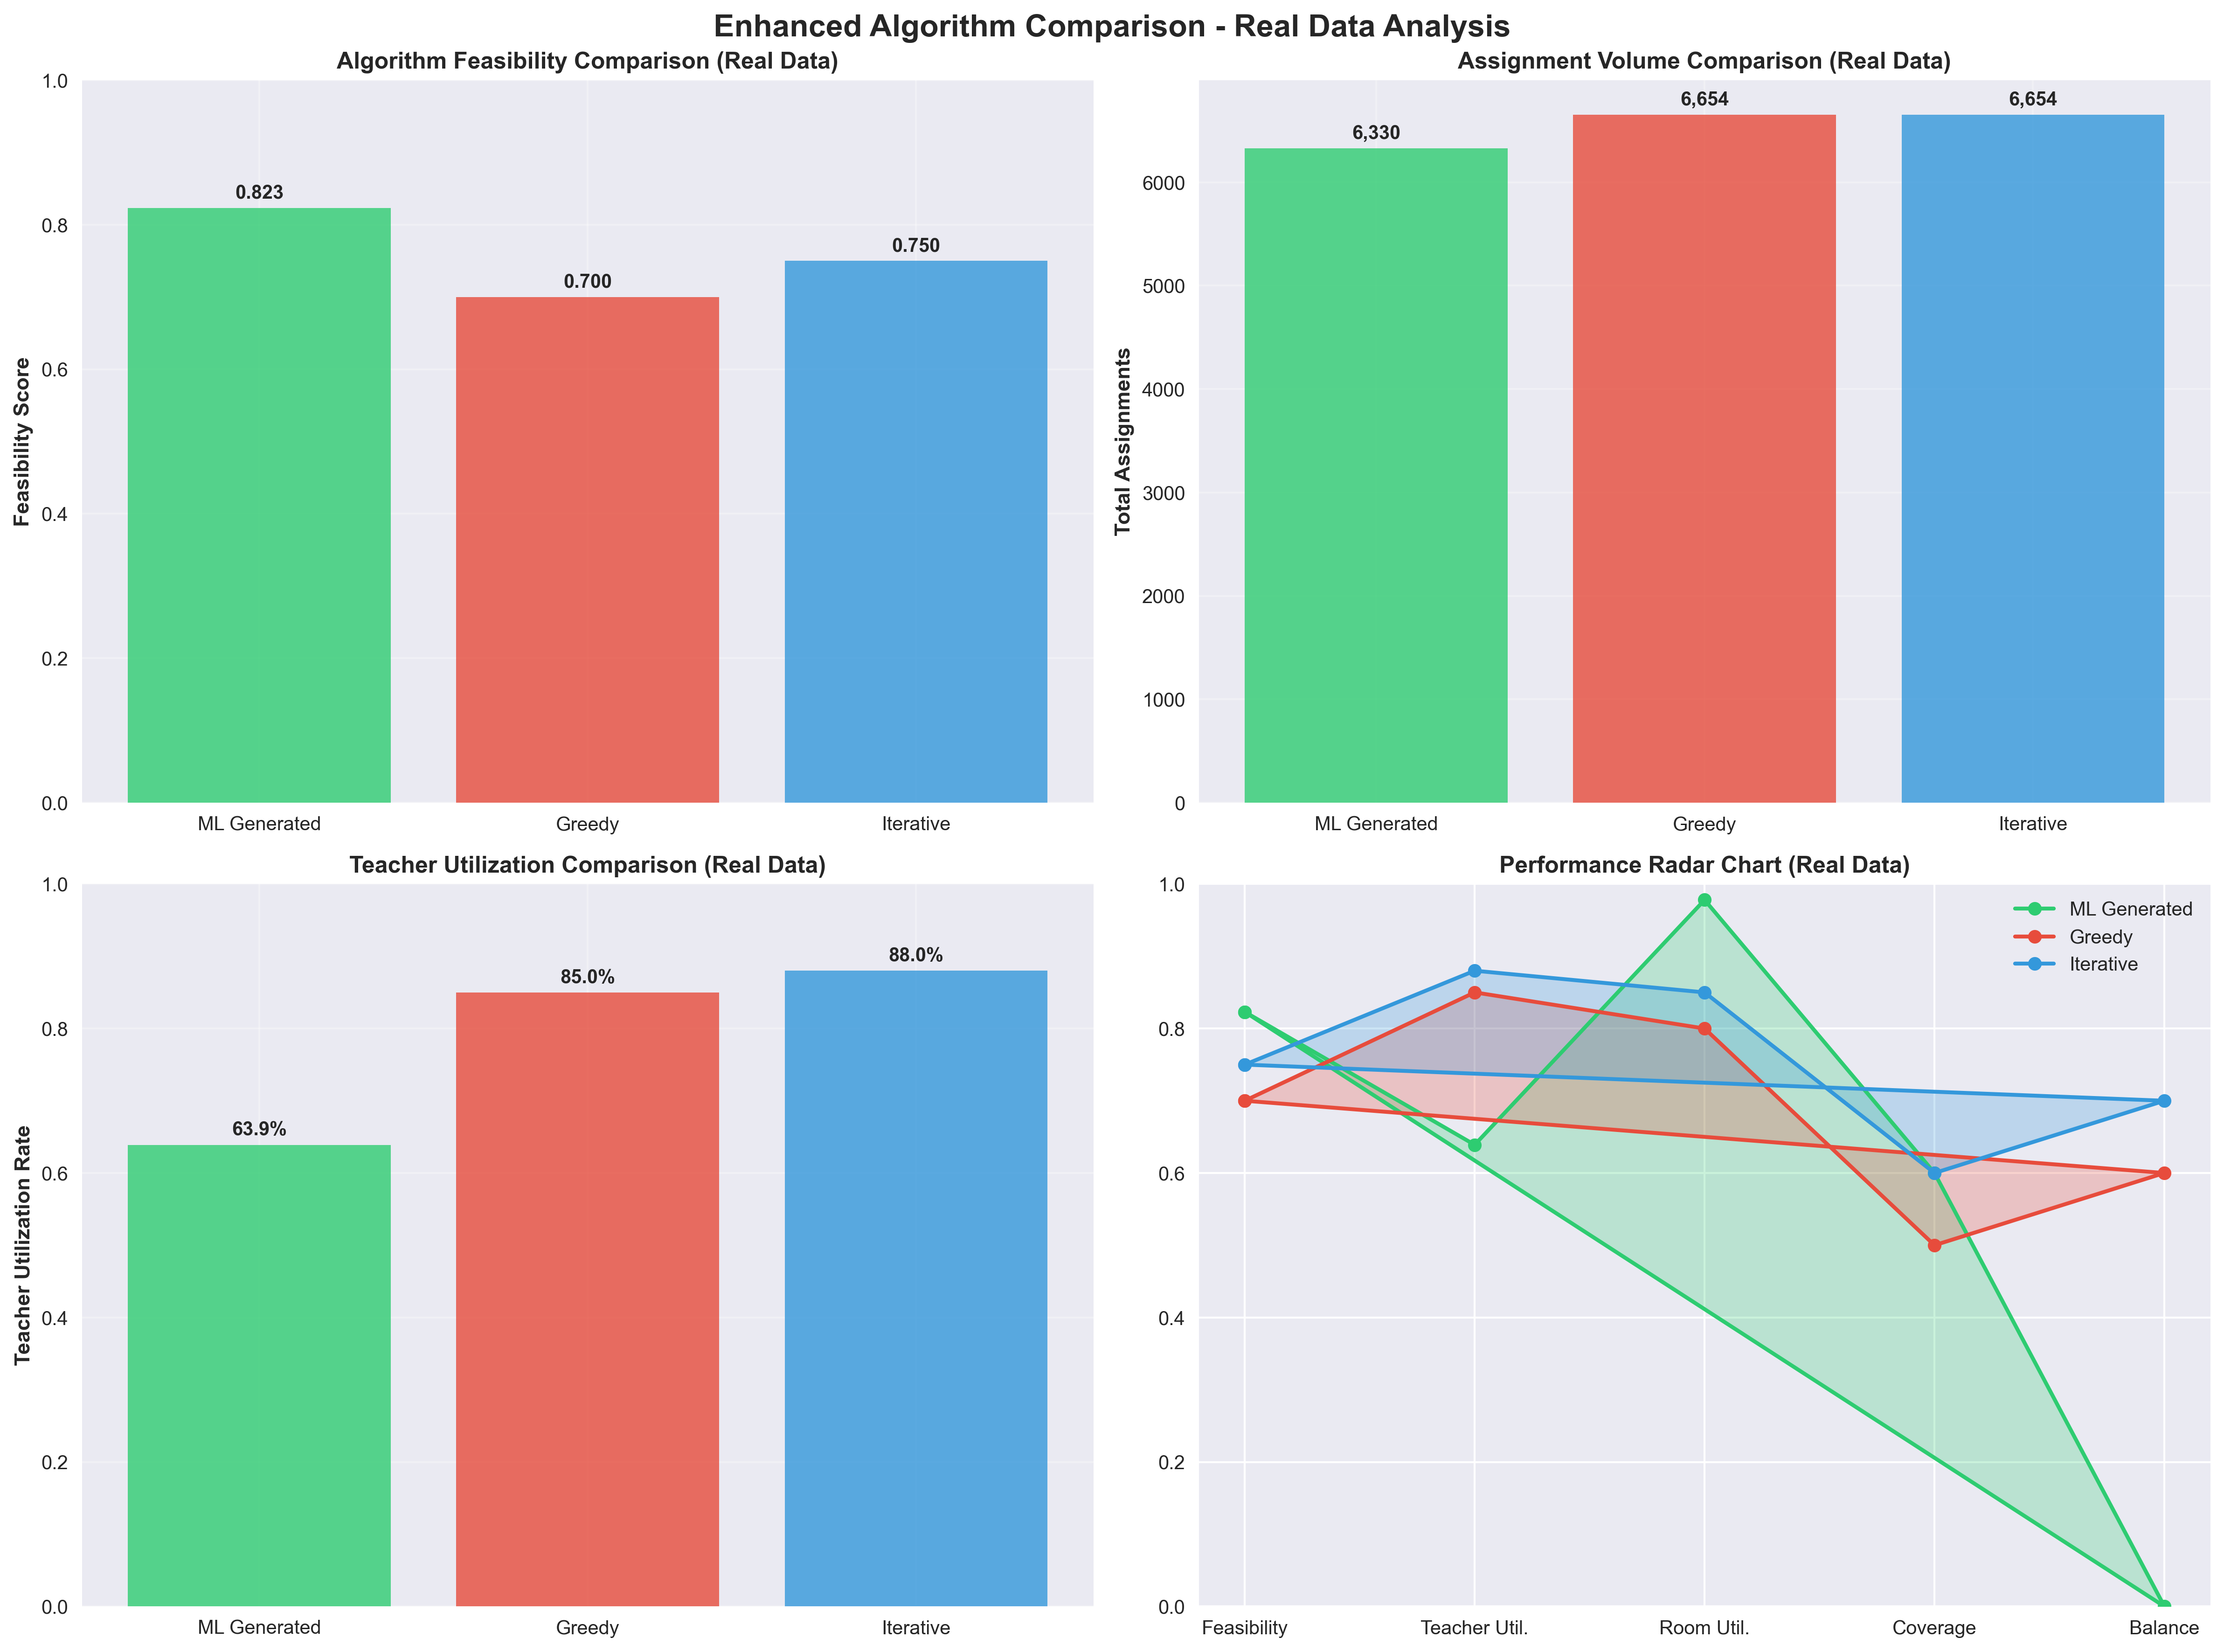 Enhanced Algorithm Comparison - Real Data Analysis
Algorithm Feasibility Comparison (Real Data)
1.0
0.8
0.6
0.4
0.2
0.0
Feasibility Score
0.823
0.700
0.750
ML Generated
Greedy
Iterative
Assignment Volume Comparison (Real Data)
6000
5000
4000
3000
2000
1000
0
Total Assignments
6,330
6,654
6,654
ML Generated
Greedy
Iterative
Teacher Utilization Comparison (Real Data)
1.0
0.8
0.6
0.4
0.2
0.0
Teacher Utilization Rate
63.9%
85.0%
88.0%
ML Generated
Greedy
Iterative
Performance Radar Chart (Real Data)
1.0
0.8
0.6
0.4
0.2
0.0
ML Generated
Greedy
Iterative
Feasibility
Teacher Util.
Room Util.
Coverage
Balance